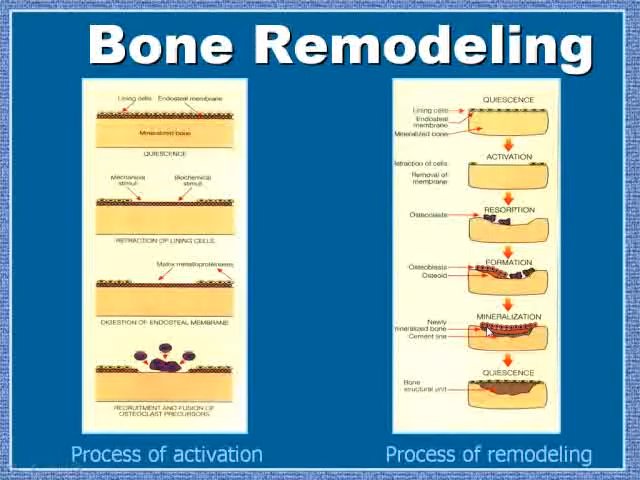 Bone Remodeling
Lining cells Endosteal membrane
Mineralized bone
QUIESCENCE
Mechanical
stimuli
Biochemical
stimuli
RETRACTION OF LINING CELLS
Matrix metalloproteinases
DIGESTION OF ENDOSTEAL MEMBRANE
RECRUITMENT AND FUSION OF
OSTEOCLAST PRECURSORS
Process of activation
QUIESCENCE
Lining cells
Endosteal
membrane
Mineralized bone
ACTIVATION
Retraction of cells
Removal of
membrane
RESORPTION
Osteoclasts
FORMATION
Osteoblasts
Osteoid
MINERALIZATION
Newly
mineralized bone
Cement line
QUIESCENCE
Bone
structural unit
Process of remodeling